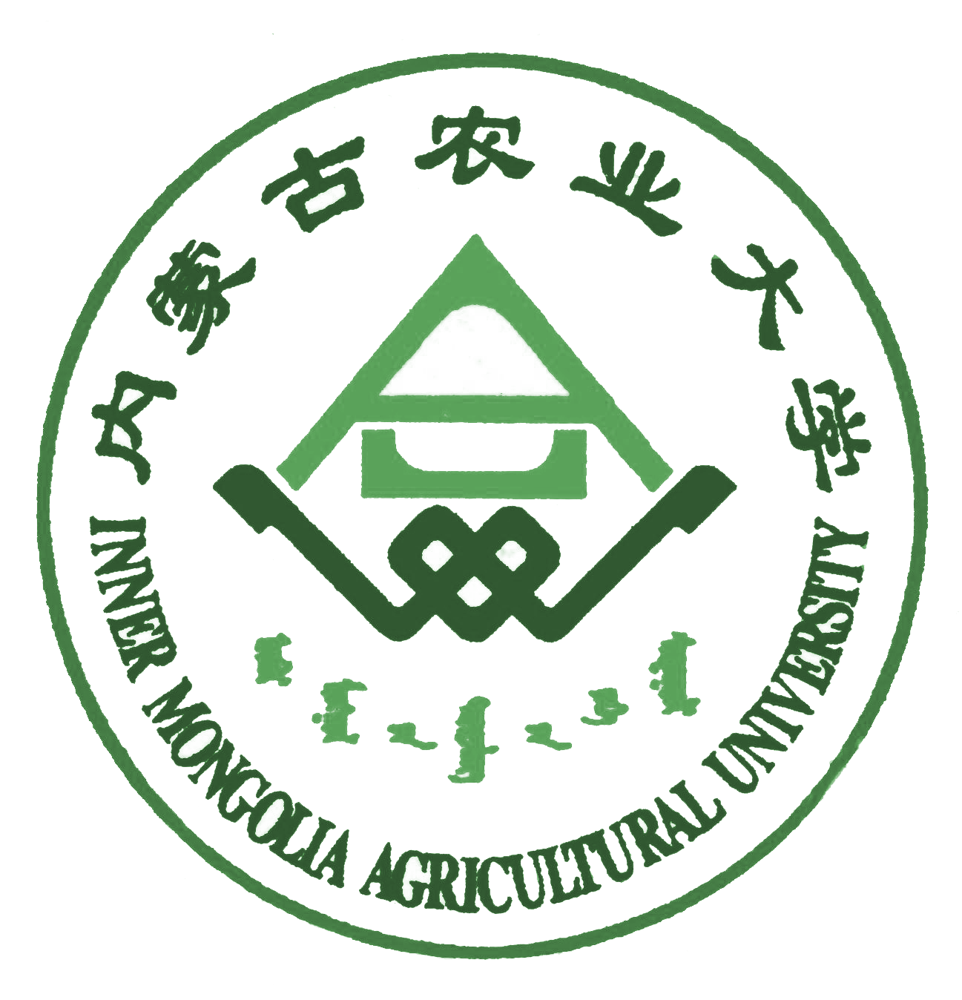 内蒙古农业大学
INNER MONGOLIA AGRICULTURAL UNIVERSITY